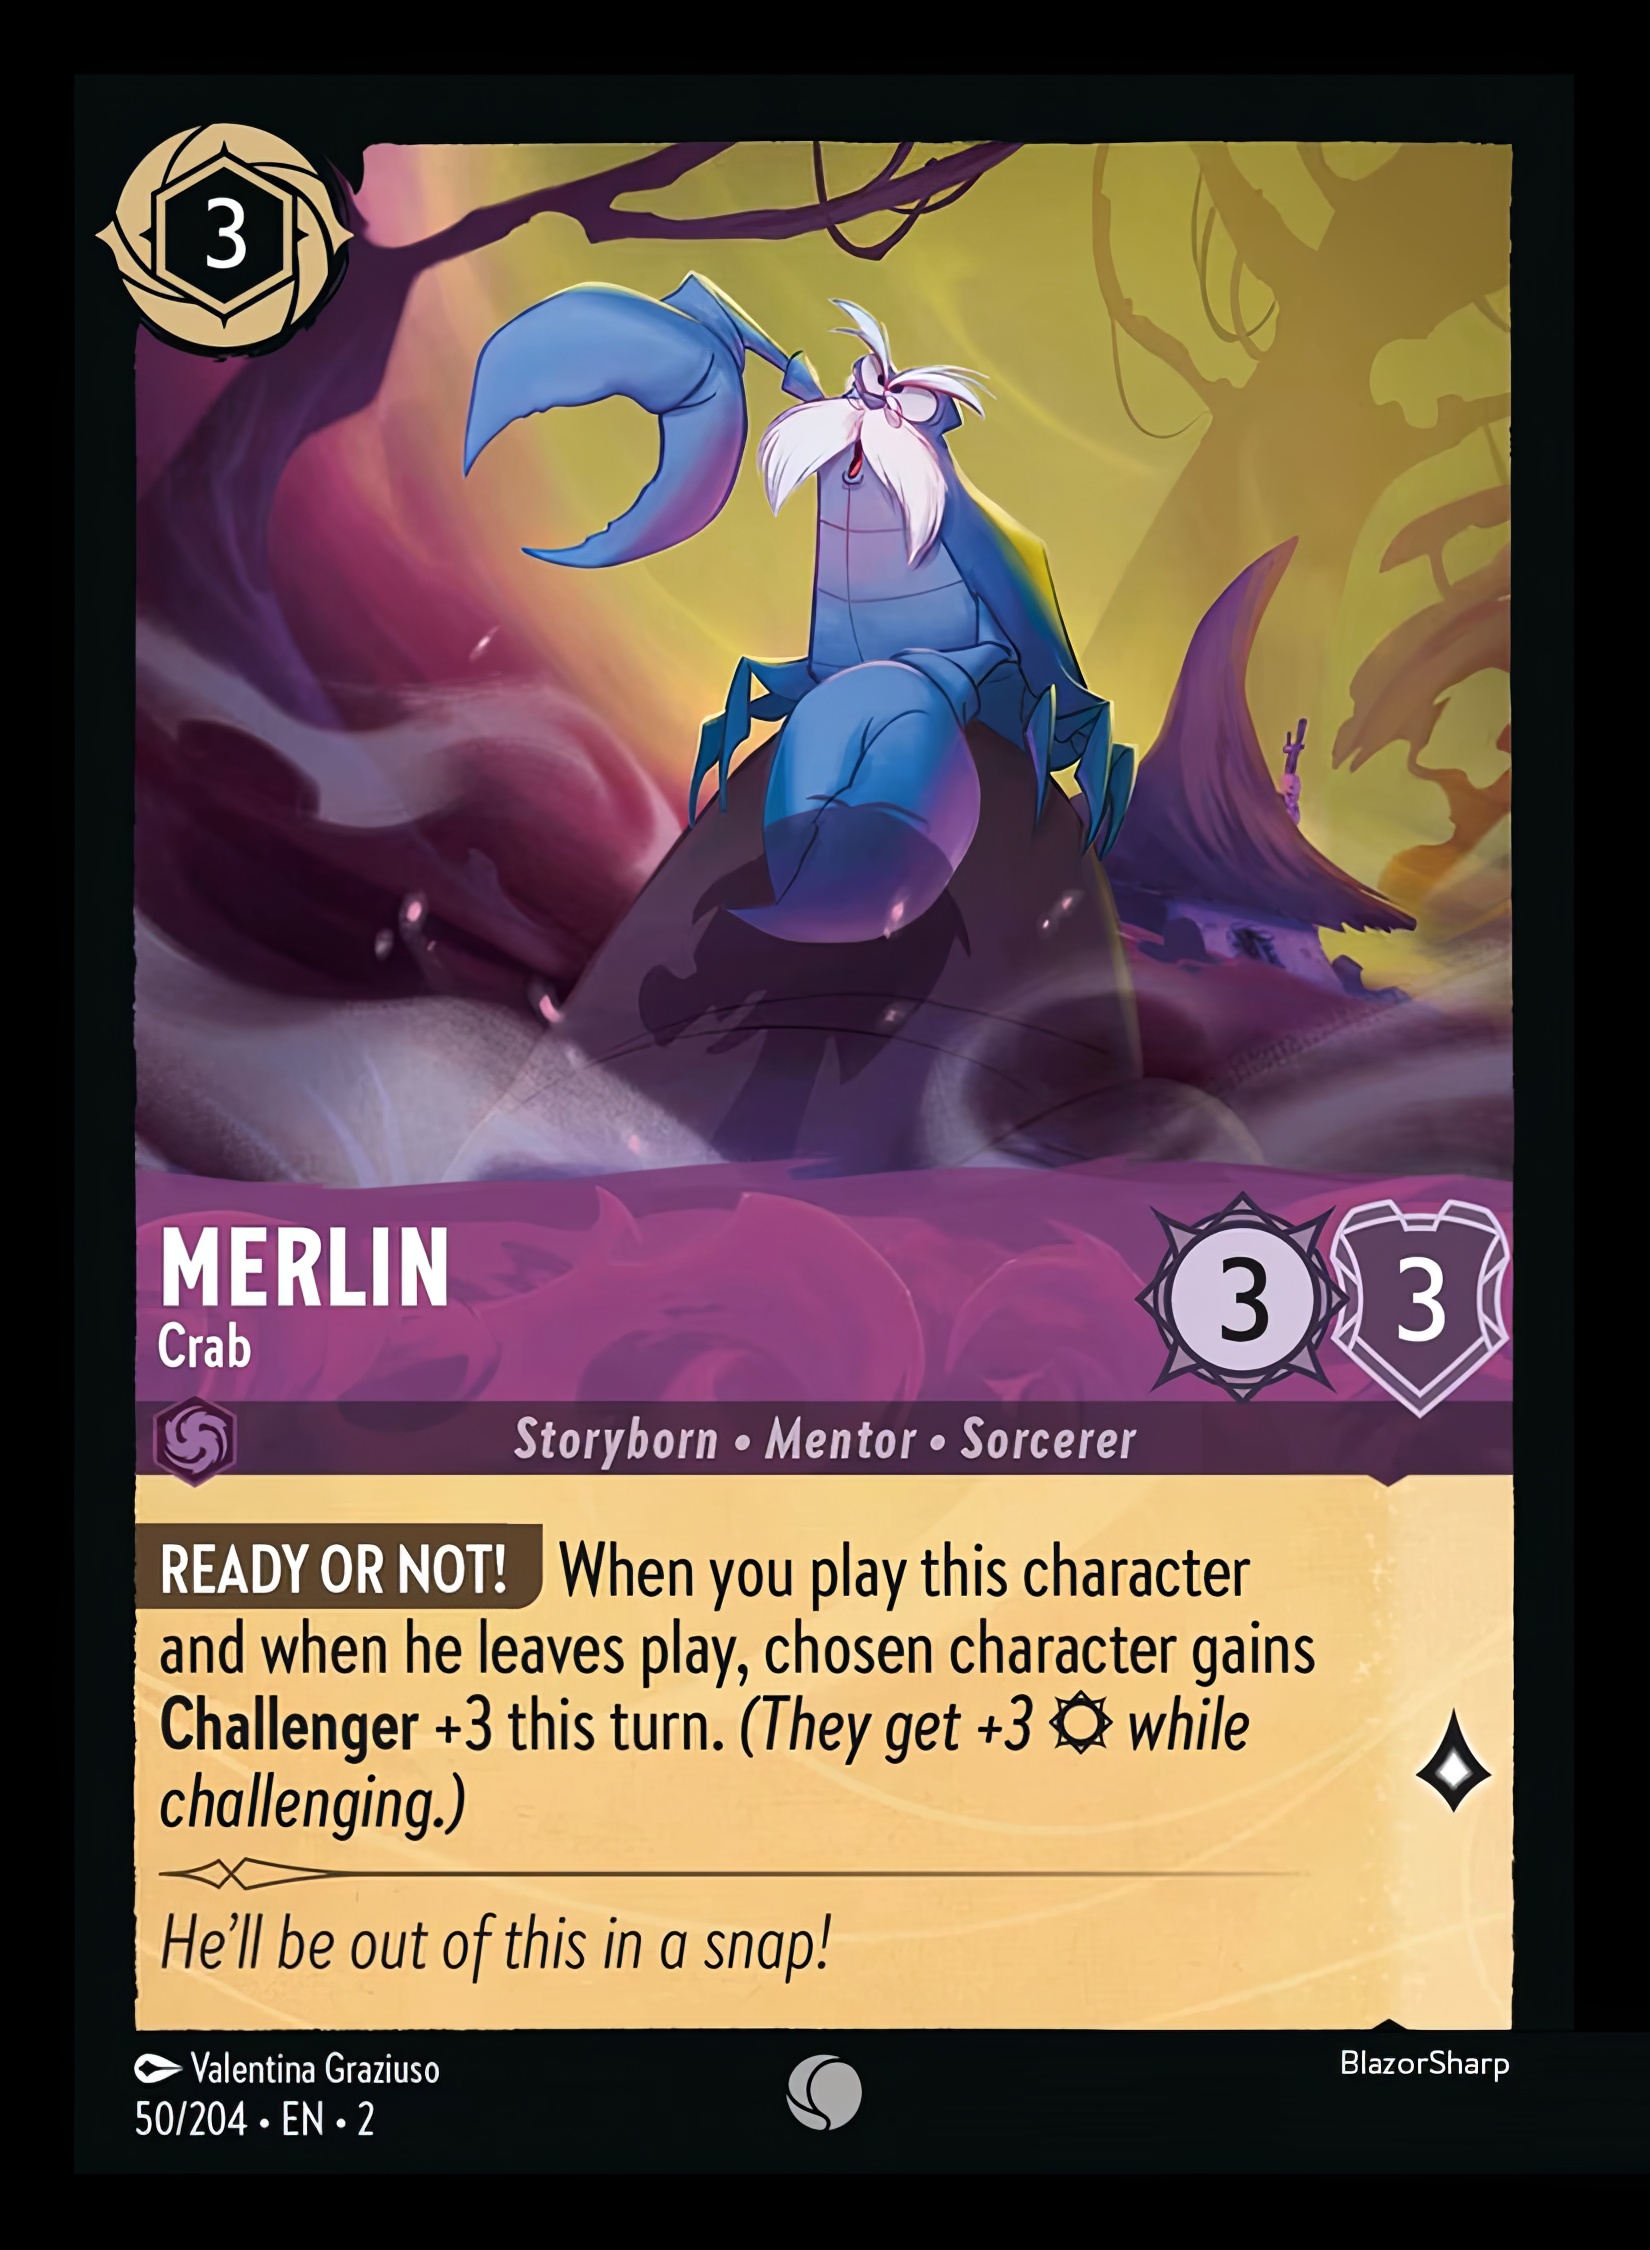 3
MERLIN
Crab
3 3
Storyborn • Mentor • Sorcerer
READY OR NOT! When you play this character
and when he leaves play, chosen character gains
Challenger +3 this turn. (They get +3 while
challenging.)
He'll be out of this in a snap!
Valentina Graziuso
BlazorSharp
50/204 • EN • 2